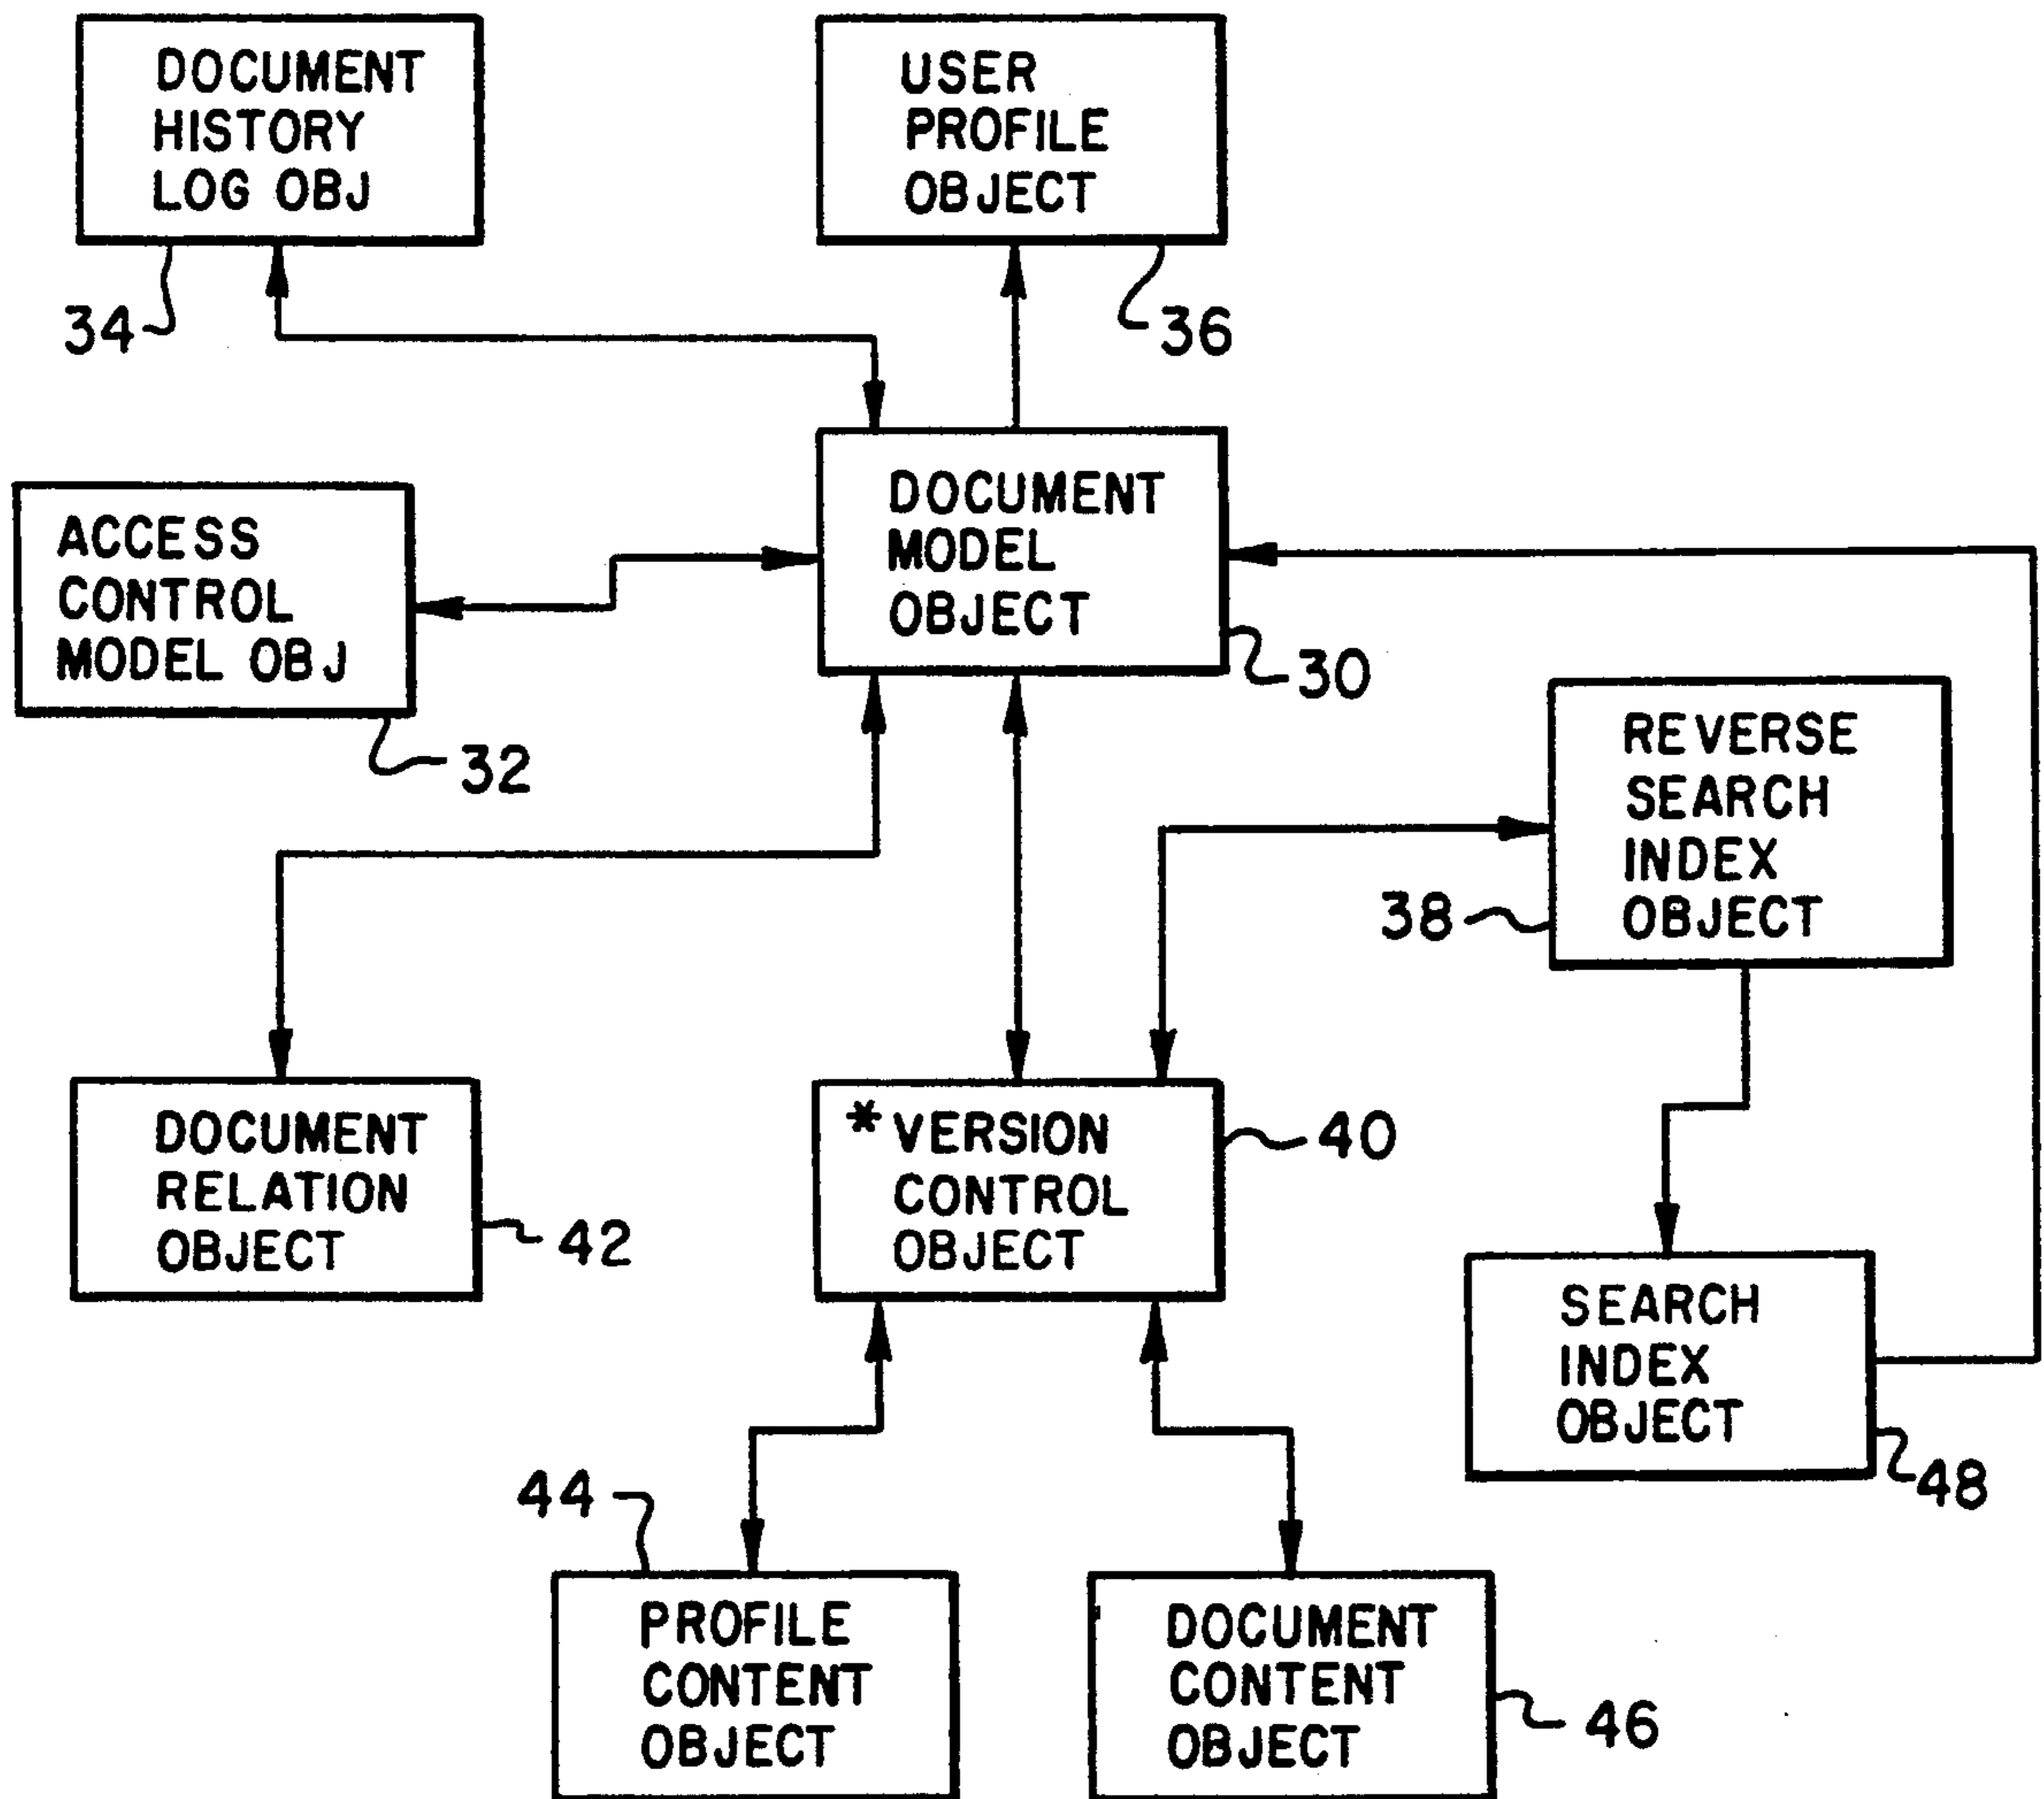 DOCUMENT
HISTORY
LOG OBJ
34
USER
PROFILE
OBJECT
36
DOCUMENT
MODEL
OBJECT
30
ACCESS
CONTROL
MODEL OBJ
32
REVERSE
SEARCH
INDEX
OBJECT
38
DOCUMENT
RELATION
OBJECT
42
*VERSION
CONTROL
OBJECT
40
SEARCH
INDEX
OBJECT
48
44
PROFILE
CONTENT
OBJECT
DOCUMENT
CONTENT
OBJECT
46